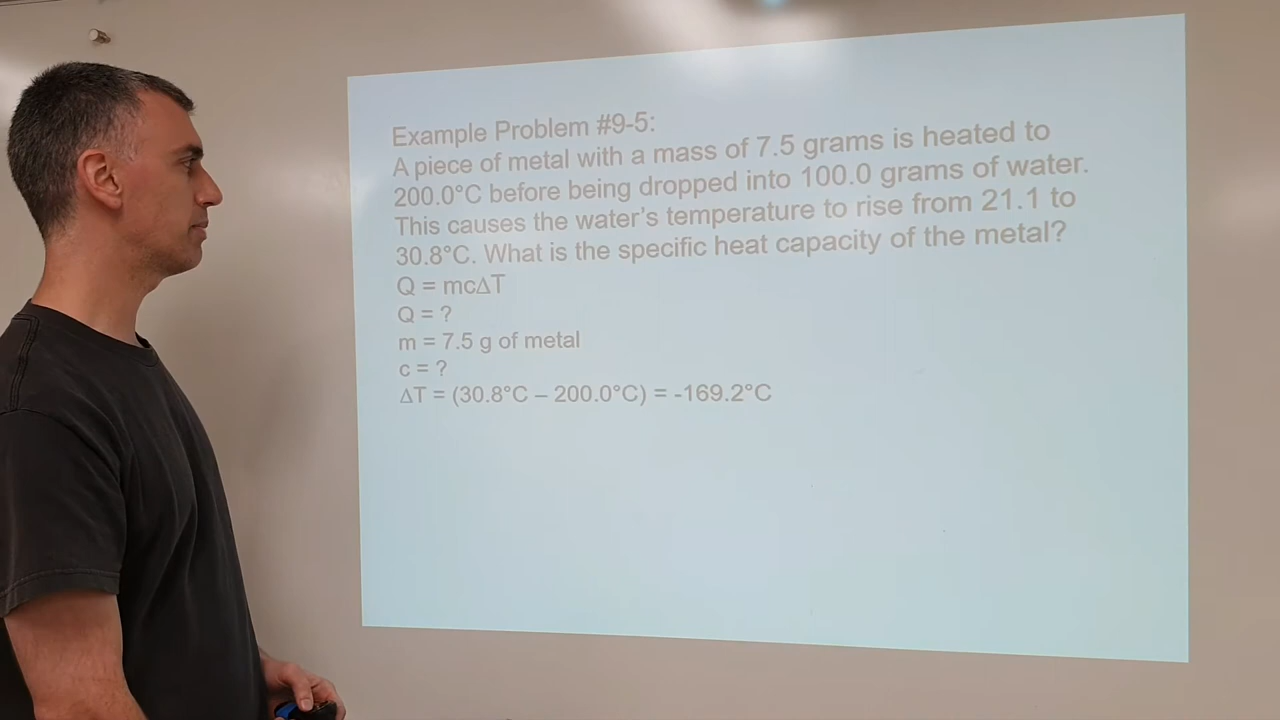 Example Problem #9-5:
A piece of metal with a mass of 7.5 grams is heated to
200.0°C before being dropped into 100.0 grams of water.
This causes the water's temperature to rise from 21.1 to
30.8°C. What is the specific heat capacity of the metal?
Q = mcΔT
Q = ?
m = 7.5 g of metal
c = ?
ΔT = (30.8°C – 200.0°C) = -169.2°C